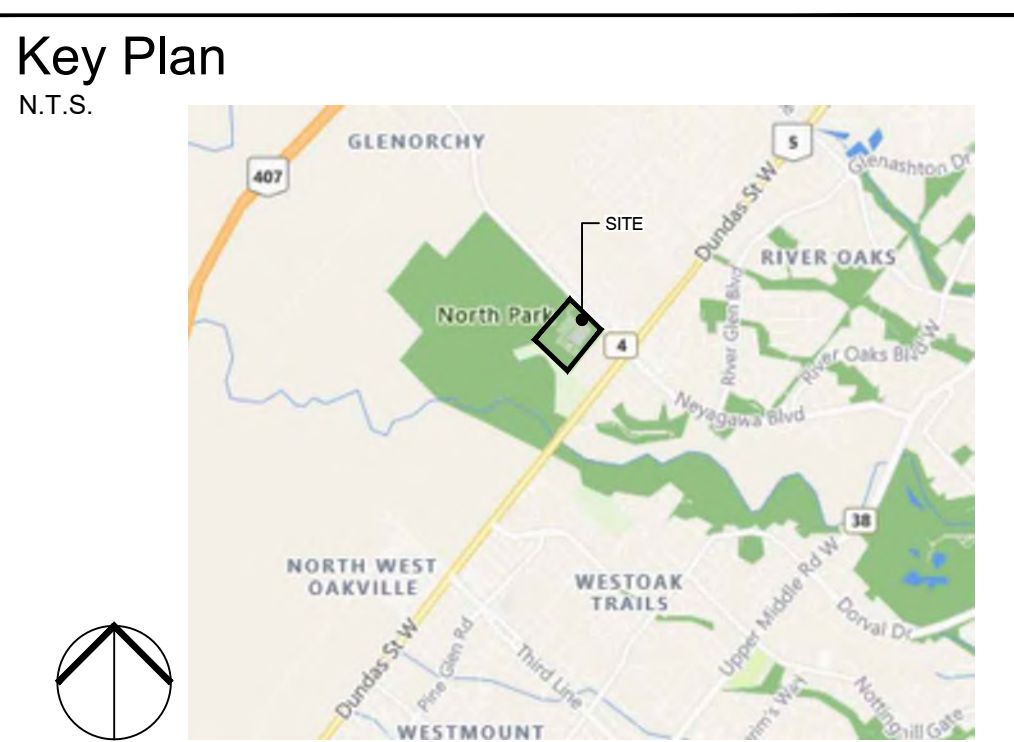 Key Plan
N.T.S.
GLENORCHY
407
5
Glenashton Dr
SITE
Dundas St W
RIVER OAKS
North Park
4
River Glen Blvd
River Oaks Blvd W
Neyagawa Blvd
38
NORTH WEST
OAKVILLE
WESTOAK
TRAILS
Upper Middle Rd W
Dorval Dr
Dundas St W
Pine Glen Rd
Third Line
Nottinghill Gate
WESTMOUNT